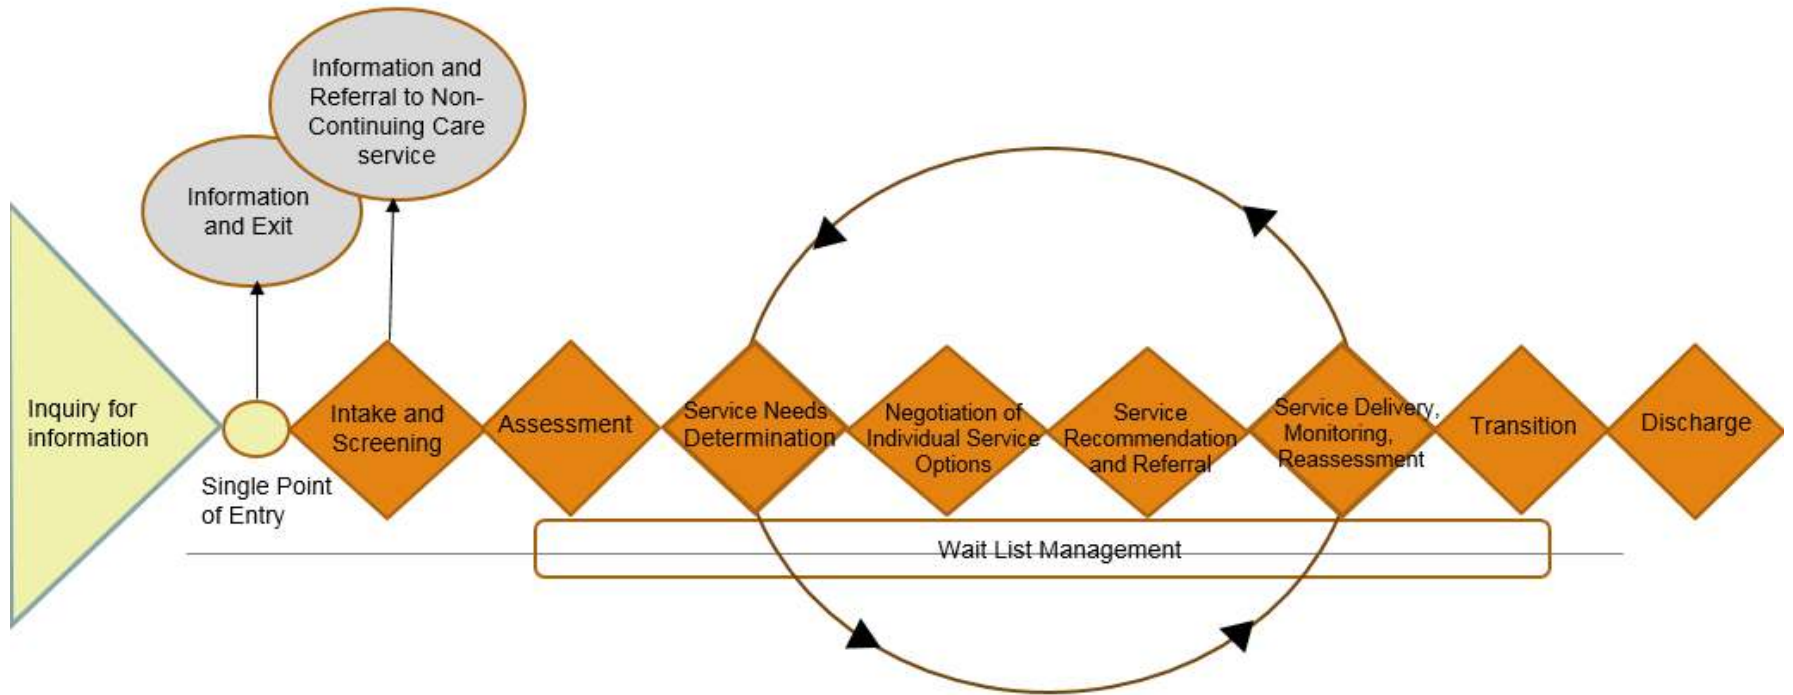 Information and
Referral to Non-
Continuing Care
service
Information
and Exit
Inquiry for
information
Single Point
of Entry
Intake and
Screening
Assessment
Service Needs
Determination
Negotiation of
Individual Service
Options
Service
Recommendation
and Referral
Service Delivery,
Monitoring,
Reassessment
Transition
Discharge
Wait List Management